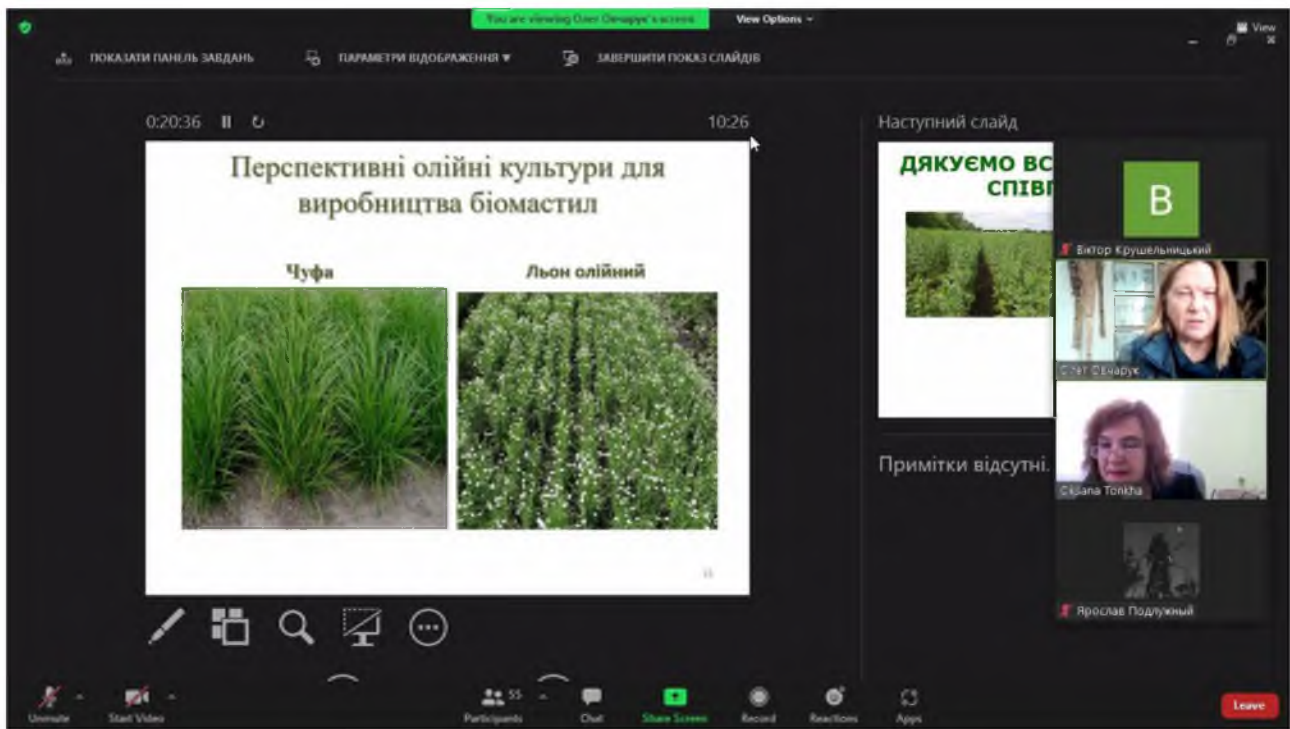 You are viewing Олег Овчарук's screen
View Options
View
ПОКАЗАТИ ПАНЕЛЬ ЗАВДАНЬ
ПАРАМЕТРИ ВІДОБРАЖЕННЯ
ЗАВЕРШИТИ ПОКАЗ СЛАЙДІВ
0:20:36
10:26
Перспективні олійні культури для
виробництва біомастил
Чуфа
Льон олійний
Наступний слайд
ДЯКУЄМО ВС
СПІВГ
Примітки відсутні.
B
Віктор Крушельницький
Олег Овчарук
Oksana Tonkha
Ярослав Подлужный
Unmute
Start Video
55
Participants
Chat
Share Screen
Record
Reactions
Apps
Leave